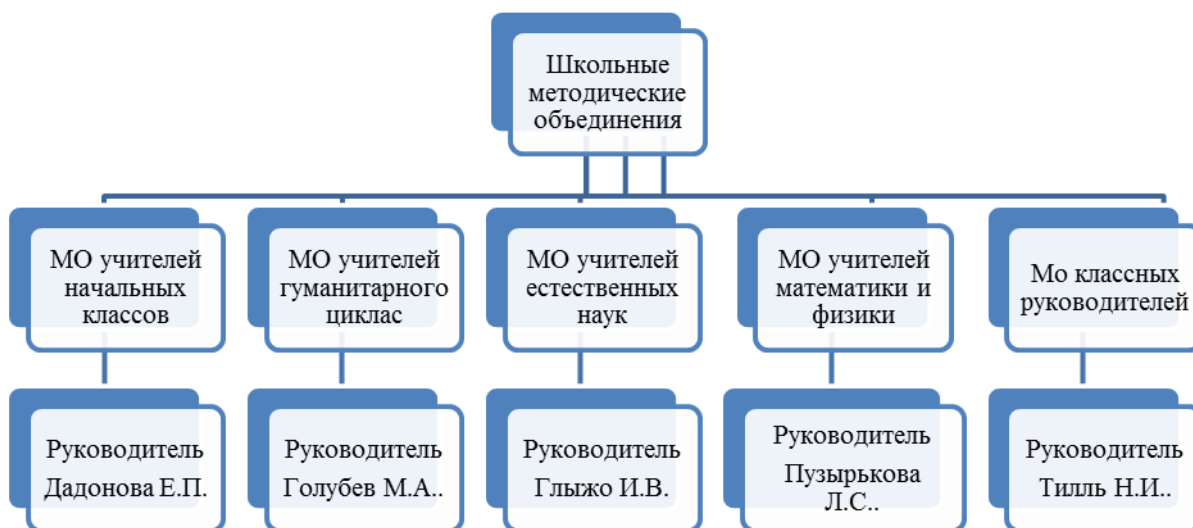 Школьные
методические
объединения
МО учителей
начальных
классов
МО учителей
гуманитарного
циклас
МО учителей
естественных
наук
МО учителей
математики и
физики
Мо классных
руководителей
Руководитель
Дадонова Е.П.
Руководитель
Голубев М.А..
Руководитель
Глыжо И.В.
Руководитель
Пузырькова
Л.С..
Руководитель
Тилль Н.И..